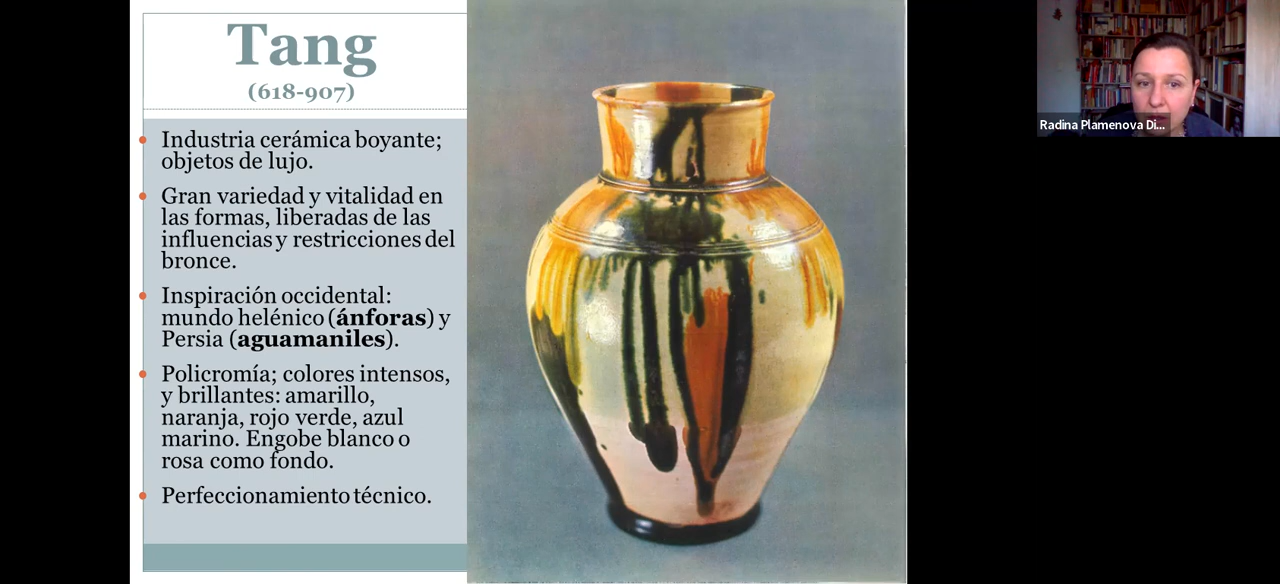 Tang
(618-907)
Industria cerámica boyante;
objetos de lujo.
Gran variedad y vitalidad en
las formas, liberadas de las
influencias y restricciones del
bronce.
Inspiración occidental:
mundo helénico (ánforas) y
Persia (aguamaniles).
Policromía; colores intensos,
y brillantes: amarillo,
naranja, rojo verde, azul
marino. Engobe blanco o
rosa como fondo.
Perfeccionamiento técnico.
Radina Plamenova Di...